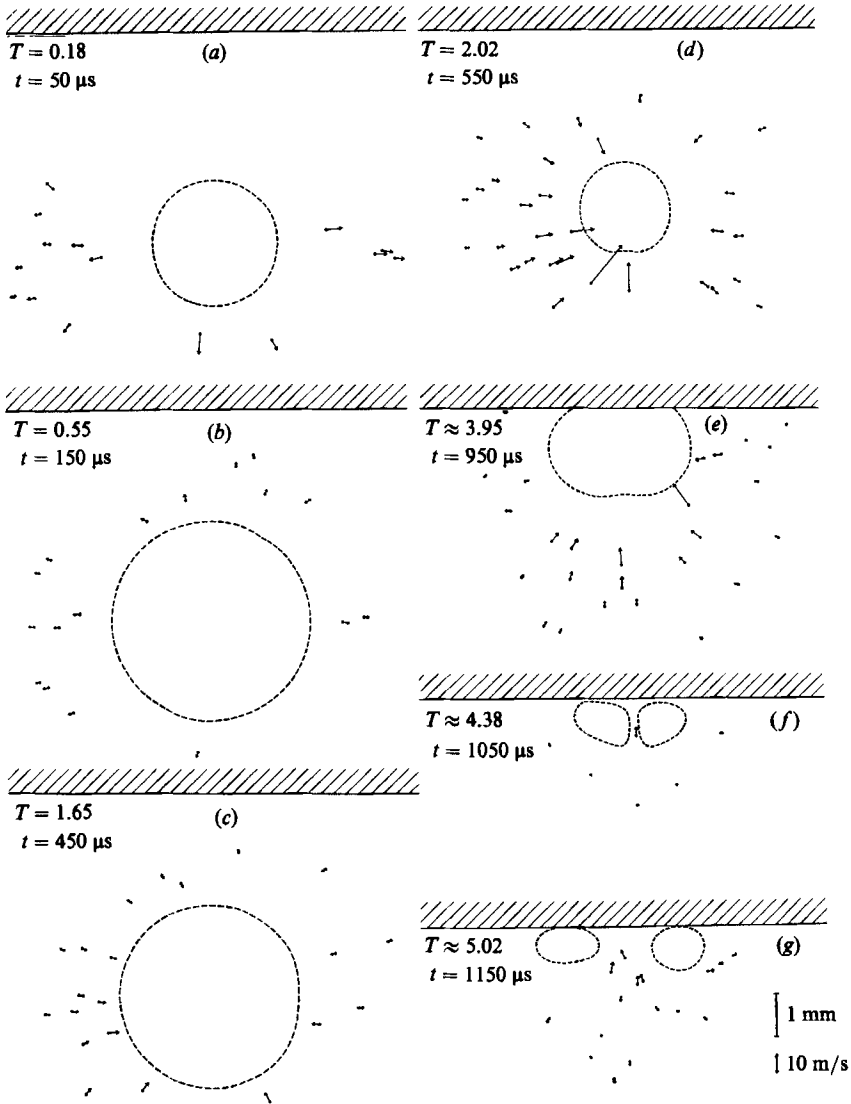 T = 0.18 (a)
t = 50 μs
T = 0.55 (b)
t = 150 μs
T = 1.65 (c)
t = 450 μs
T = 2.02 (d)
t = 550 μs
T ≈ 3.95 (e)
t = 950 μs
T ≈ 4.38 (f)
t = 1050 μs
T ≈ 5.02 (g)
t = 1150 μs
1 mm
10 m/s